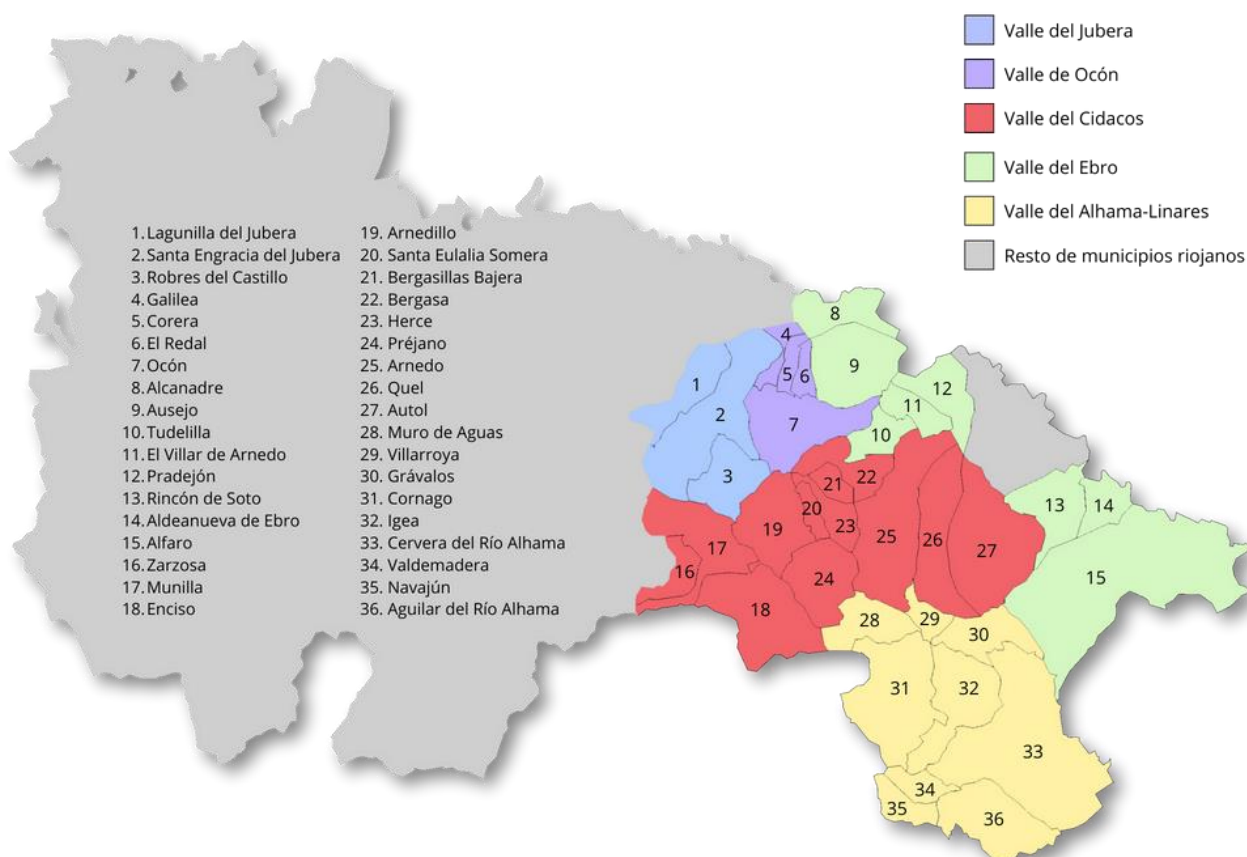 Valle del Jubera
Valle de Ocón
Valle del Cidacos
Valle del Ebro
Valle del Alhama-Linares
Resto de municipios riojanos
1. Lagunilla del Jubera
2. Santa Engracia del Jubera
3. Robres del Castillo
4. Galilea
5. Corera
6. El Redal
7. Ocón
8. Alcanadre
9. Ausejo
10. Tudelilla
11. El Villar de Arnedo
12. Pradejón
13. Rincón de Soto
14. Aldeanueva de Ebro
15. Alfaro
16. Zarzosa
17. Munilla
18. Enciso
19. Arnedillo
20. Santa Eulalia Somera
21. Bergasillas Bajera
22. Bergasa
23. Herce
24. Préjano
25. Arnedo
26. Quel
27. Autol
28. Muro de Aguas
29. Villarroya
30. Grávalos
31. Cornago
32. Igea
33. Cervera del Río Alhama
34. Valdemadera
35. Navajún
36. Aguilar del Río Alhama
8
4
9
5
6
1
12
11
2
7
10
3
22
21
13
14
20
19
23
25
26
27
17
16
24
15
18
28
29
30
31
32
33
34
35
36